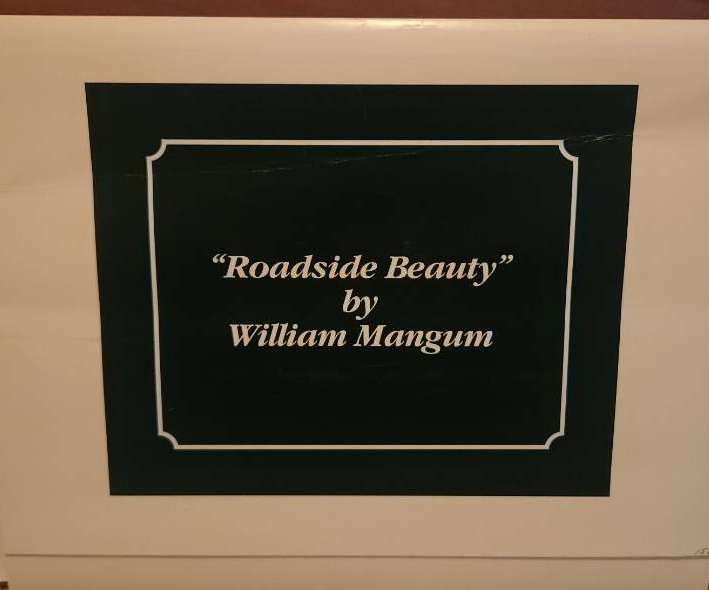 “Roadside Beauty”
by
William Mangum